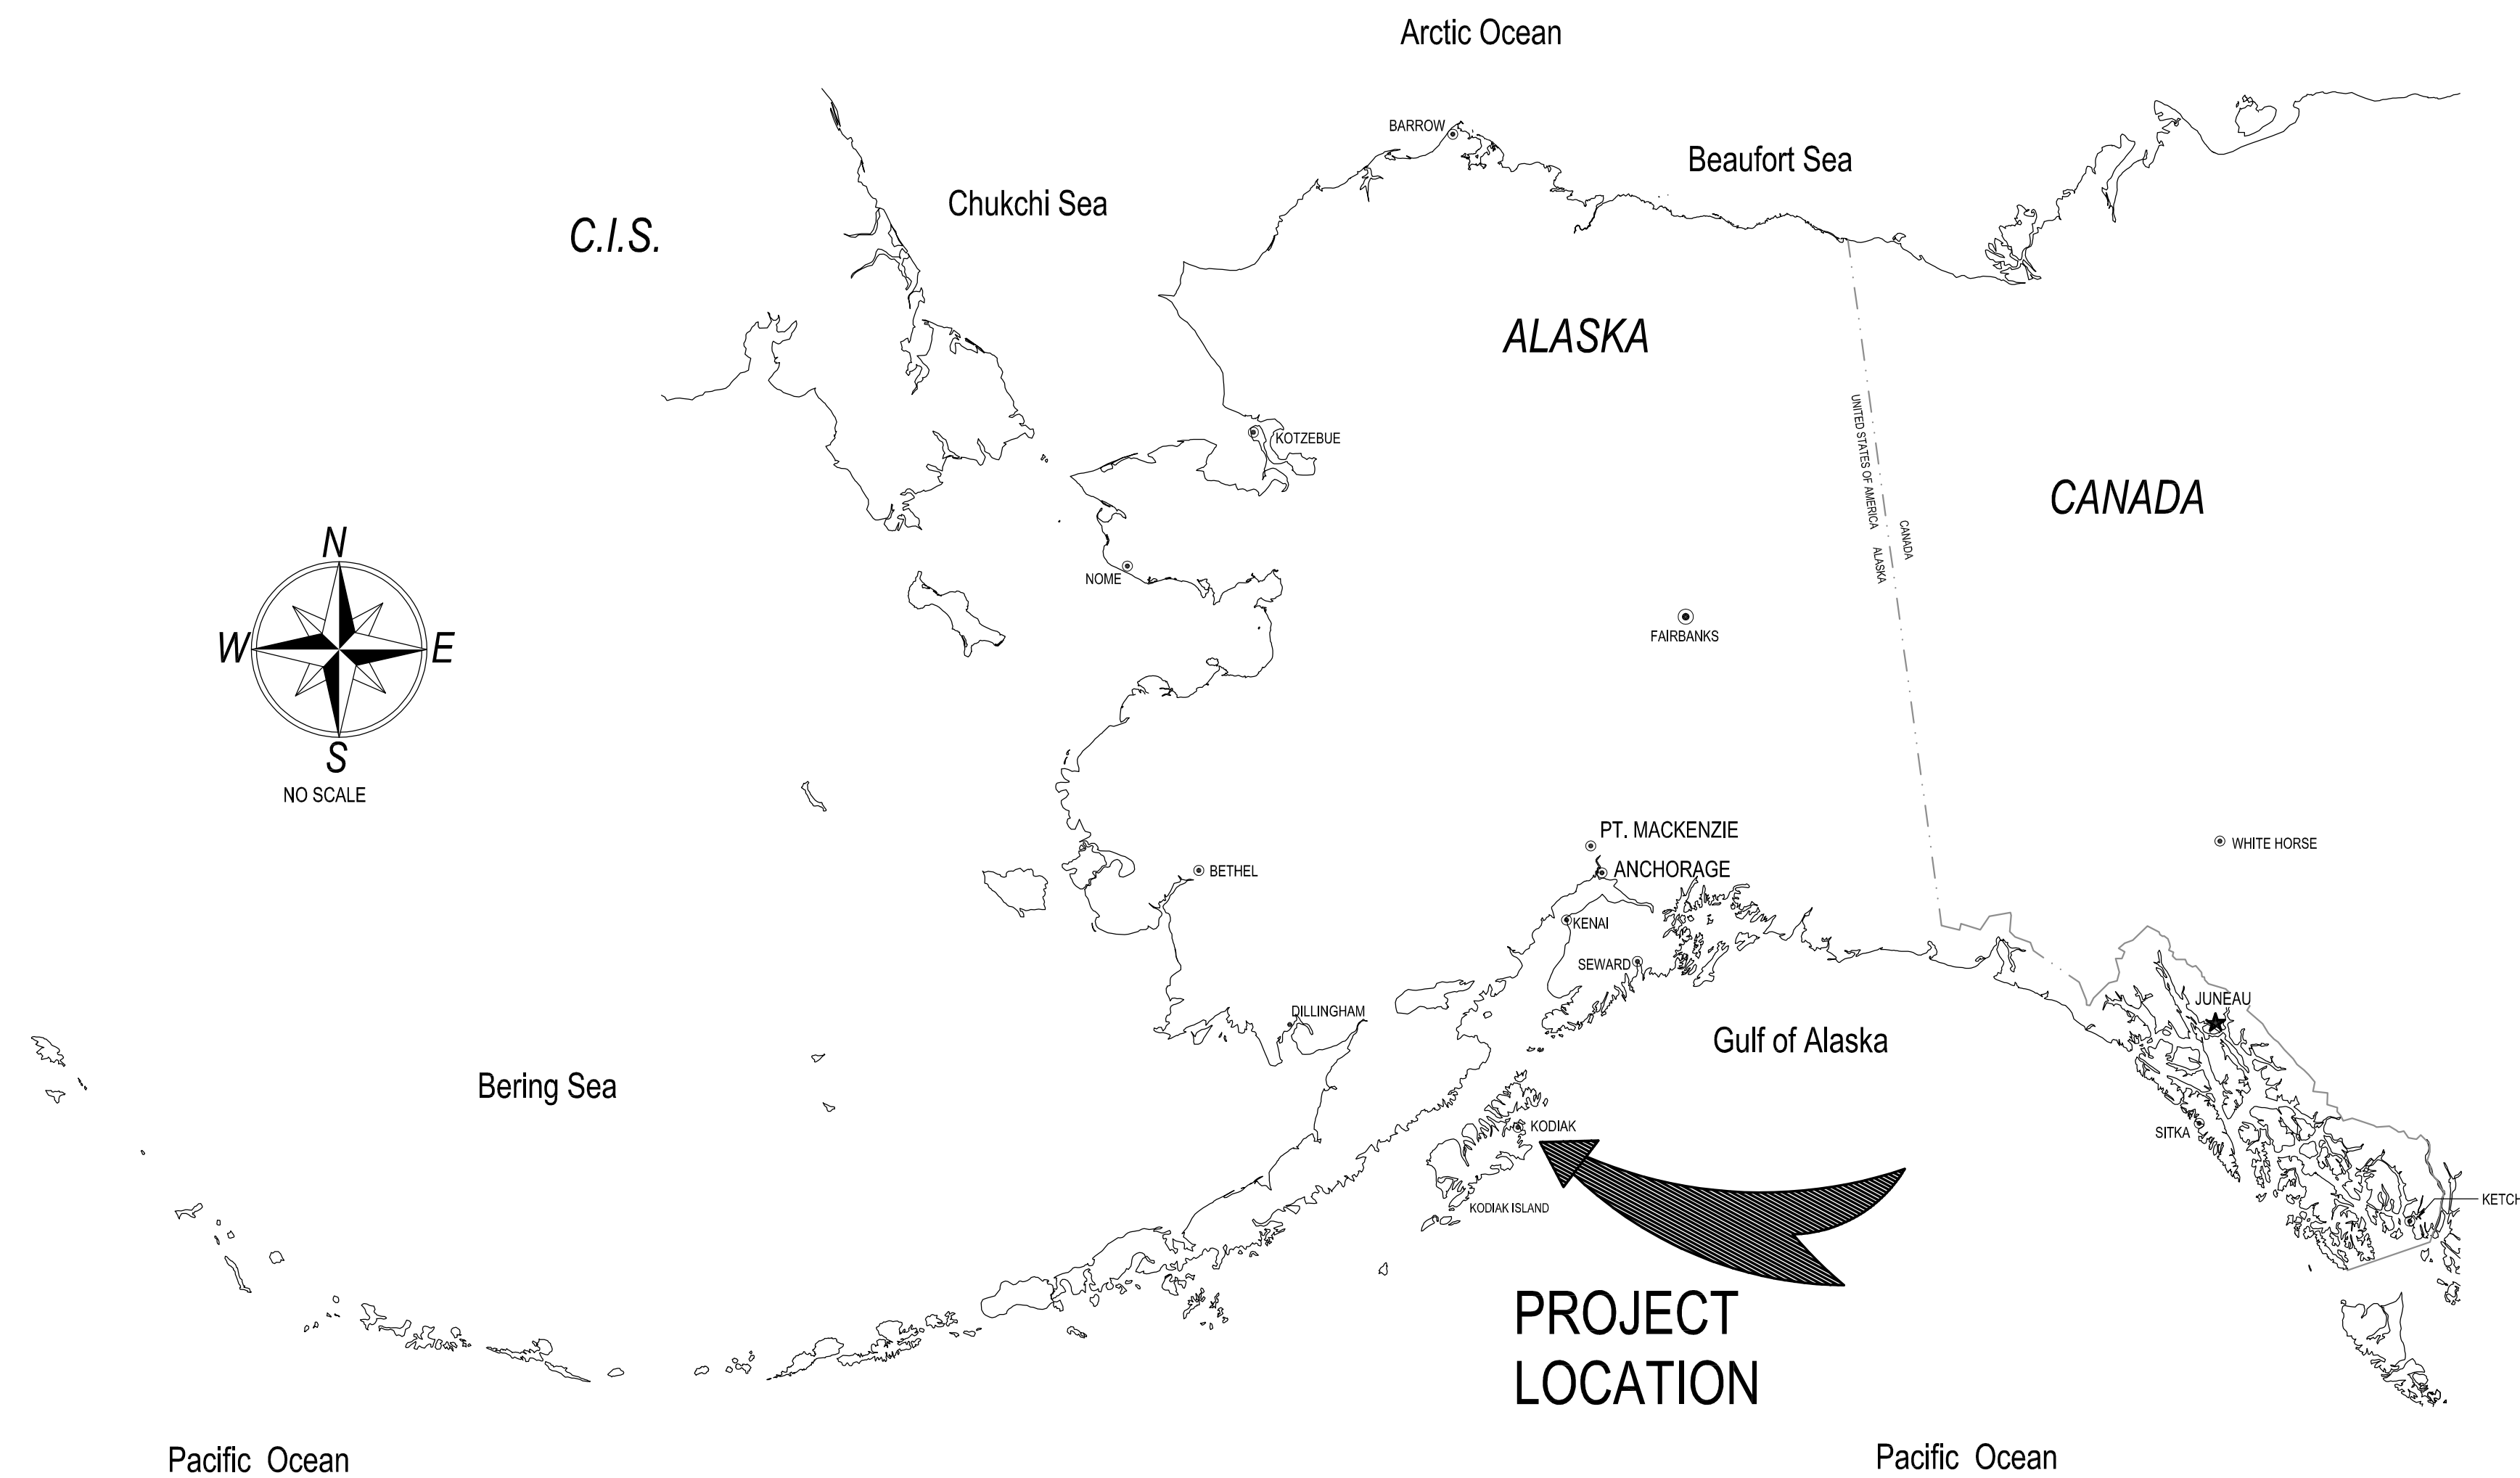 Arctic Ocean
BARROW
Beaufort Sea
Chukchi Sea
C.I.S.
ALASKA
KOTZEBUE
UNITED STATES OF AMERICA
ALASKA
CANADA
CANADA
N
W
E
S
NO SCALE
NOME
FAIRBANKS
PT. MACKENZIE
WHITE HORSE
BETHEL
ANCHORAGE
KENAI
SEWARD
JUNEAU
DILLINGHAM
Gulf of Alaska
Bering Sea
KODIAK
SITKA
KODIAK ISLAND
KETCH
PROJECT
LOCATION
Pacific Ocean
Pacific Ocean